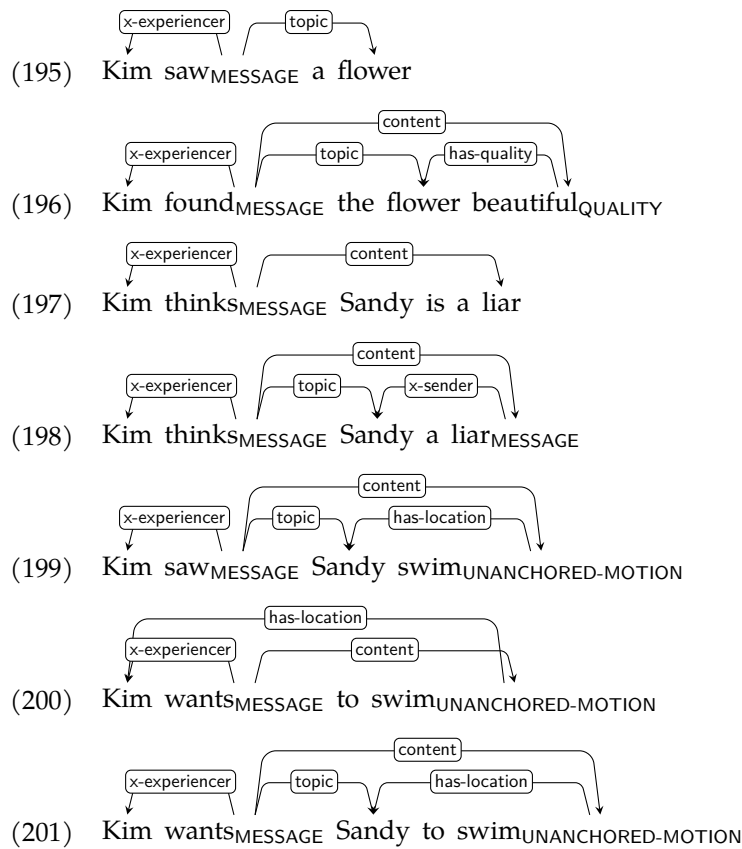 x-experiencer topic
(195) Kim saw MESSAGE a flower
content
x-experiencer topic has-quality
(196) Kim found MESSAGE the flower beautiful QUALITY
x-experiencer content
(197) Kim thinks MESSAGE Sandy is a liar
content
x-experiencer topic x-sender
(198) Kim thinks MESSAGE Sandy a liar MESSAGE
content
x-experiencer topic has-location
(199) Kim saw MESSAGE Sandy swim UNANCHORED-MOTION
has-location
x-experiencer content
(200) Kim wants MESSAGE to swim UNANCHORED-MOTION
content
x-experiencer topic has-location
(201) Kim wants MESSAGE Sandy to swim UNANCHORED-MOTION